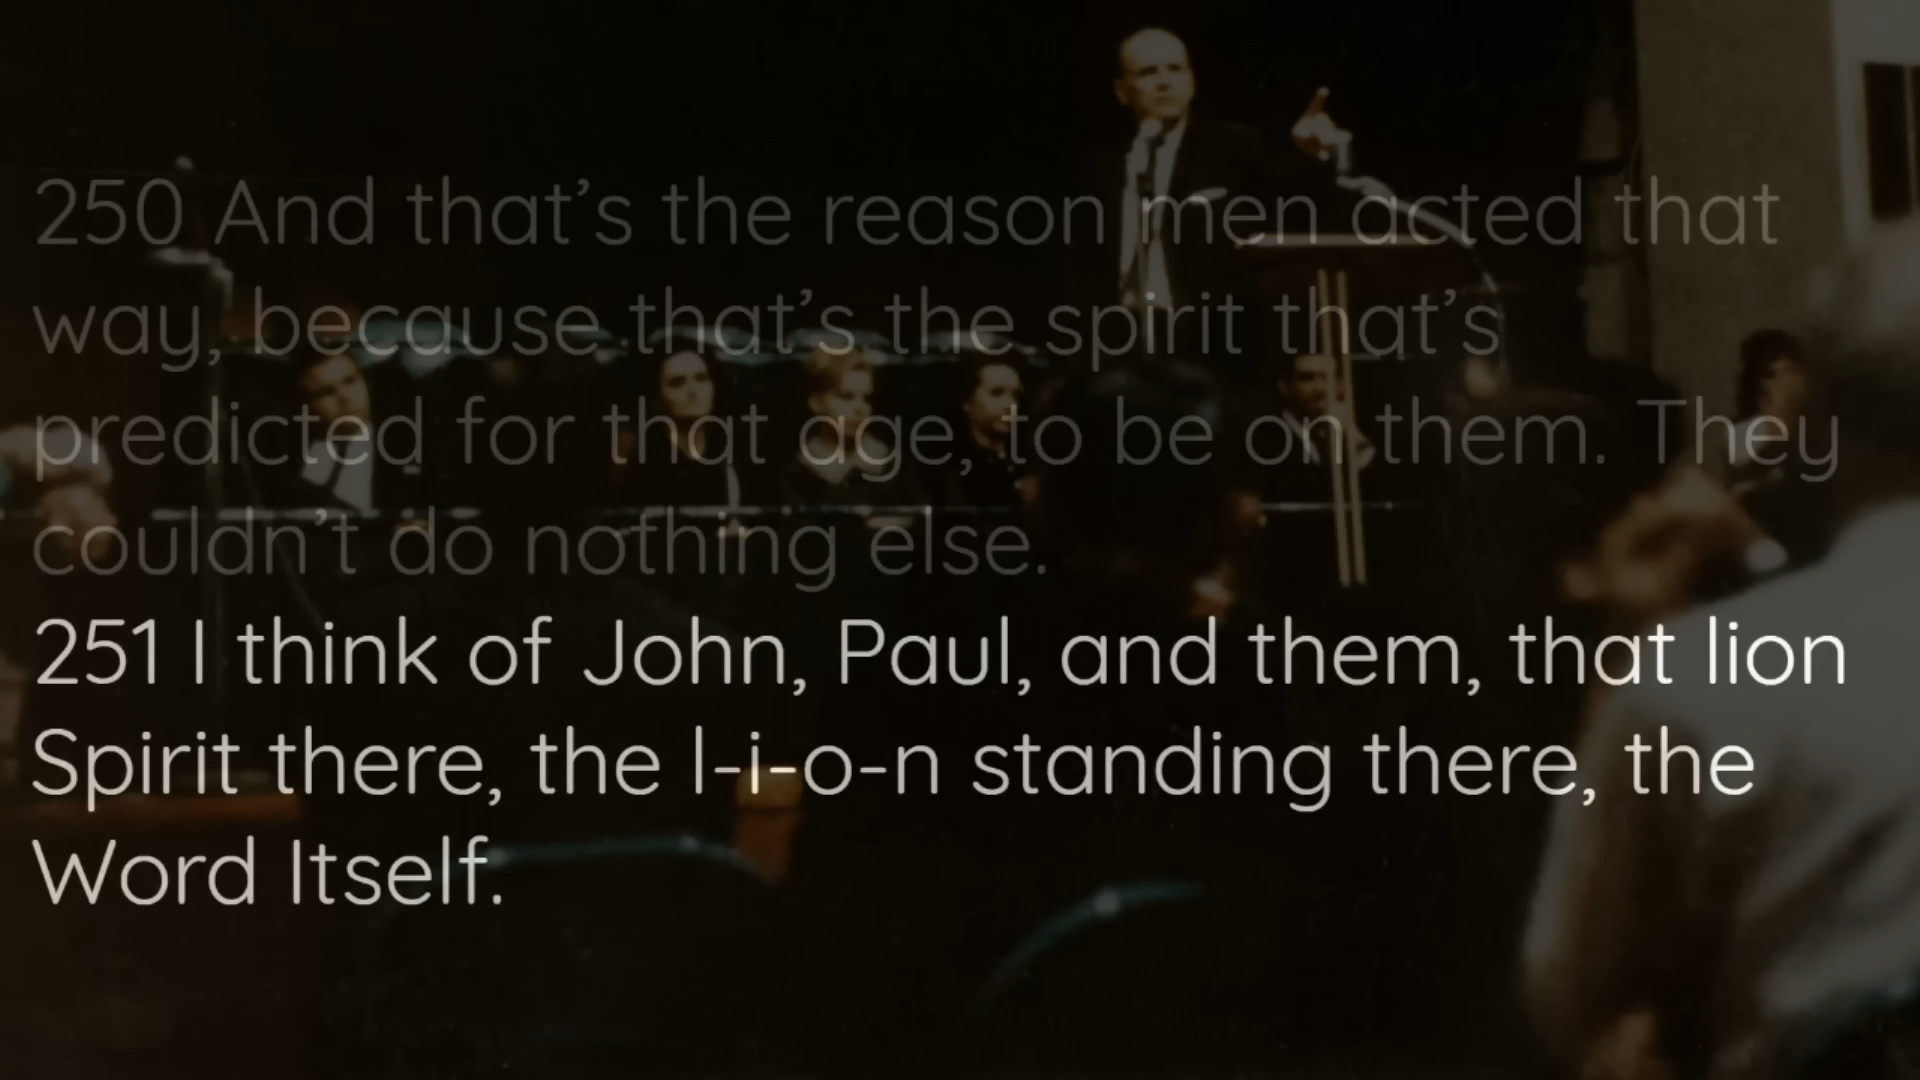 250 And that’s the reason men acted that
way, because that’s the spirit that’s
predicted for that age, to be on them. They
couldn’t do nothing else.
251 I think of John, Paul, and them, that lion
Spirit there, the l-i-o-n standing there, the
Word Itself.